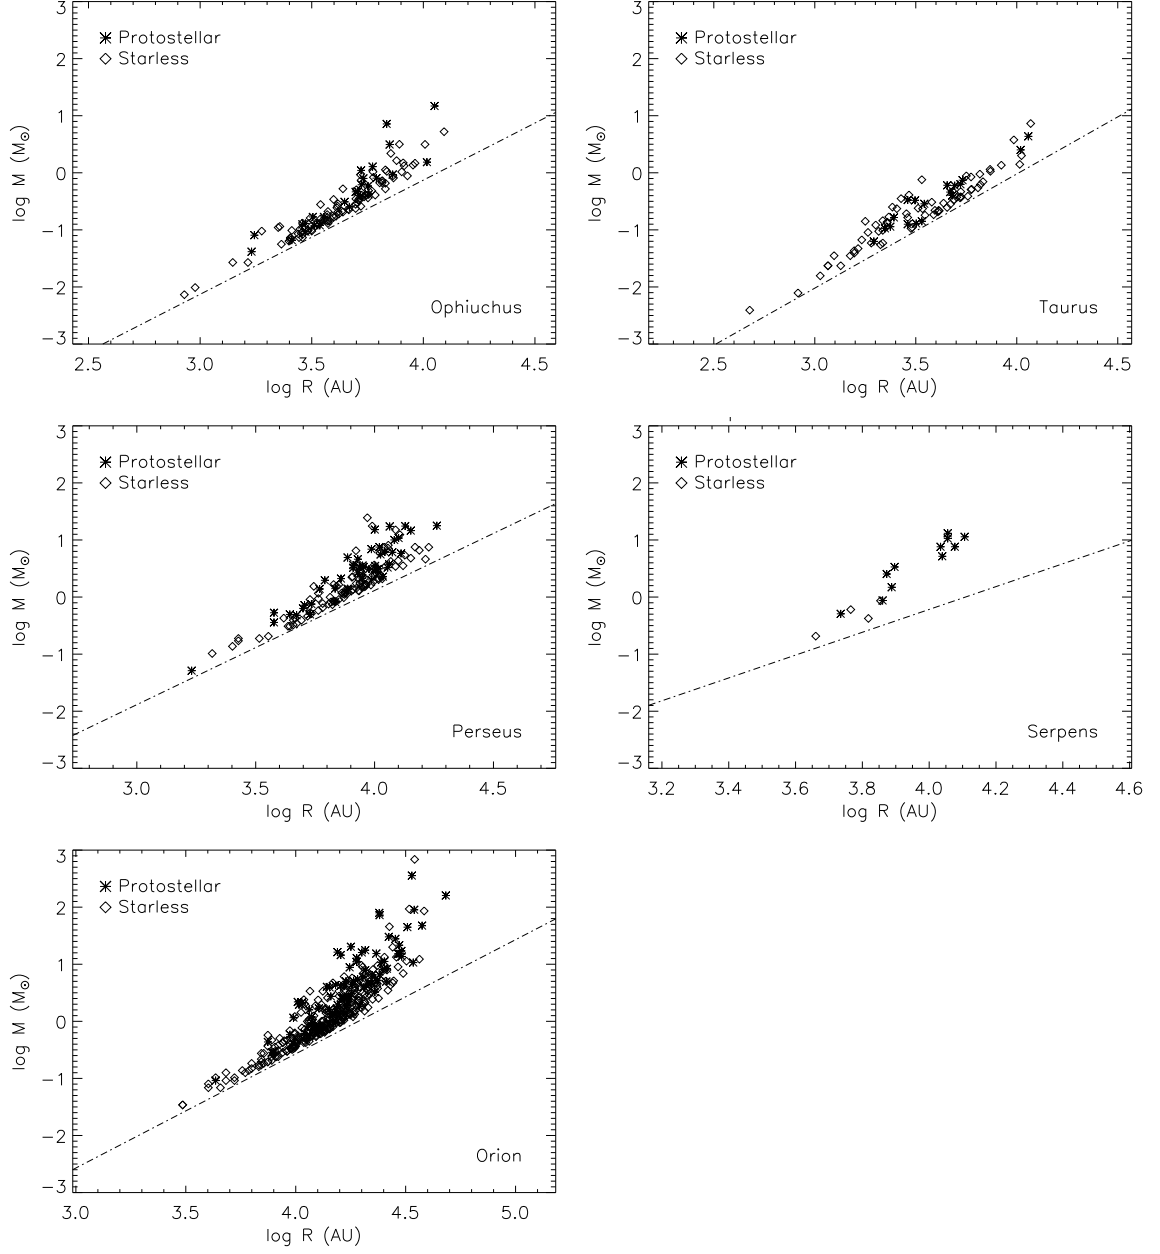 3
2
1
0
−1
−2
−3
log M (M☉)
✳ Protostellar
◇ Starless
Ophiuchus
2.5 3.0 3.5 4.0 4.5
log R (AU)
3
2
1
0
−1
−2
−3
log M (M☉)
✳ Protostellar
◇ Starless
Taurus
2.5 3.0 3.5 4.0 4.5
log R (AU)
3
2
1
0
−1
−2
−3
log M (M☉)
✳ Protostellar
◇ Starless
Perseus
3.0 3.5 4.0 4.5
log R (AU)
3
2
1
0
−1
−2
−3
log M (M☉)
✳ Protostellar
◇ Starless
Serpens
3.2 3.4 3.6 3.8 4.0 4.2 4.4 4.6
log R (AU)
3
2
1
0
−1
−2
−3
log M (M☉)
✳ Protostellar
◇ Starless
Orion
3.0 3.5 4.0 4.5 5.0
log R (AU)